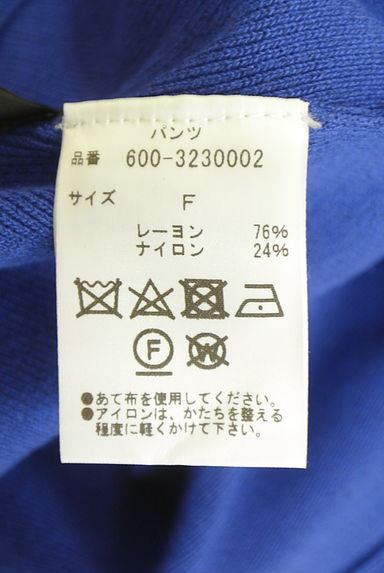 パンツ
品番 600-3230002
サイズ F
レーヨン 76%
ナイロン 24%
F W
●あて布を使用してください。
●アイロンは、かたちを整える
程度に軽くかけて下さい。